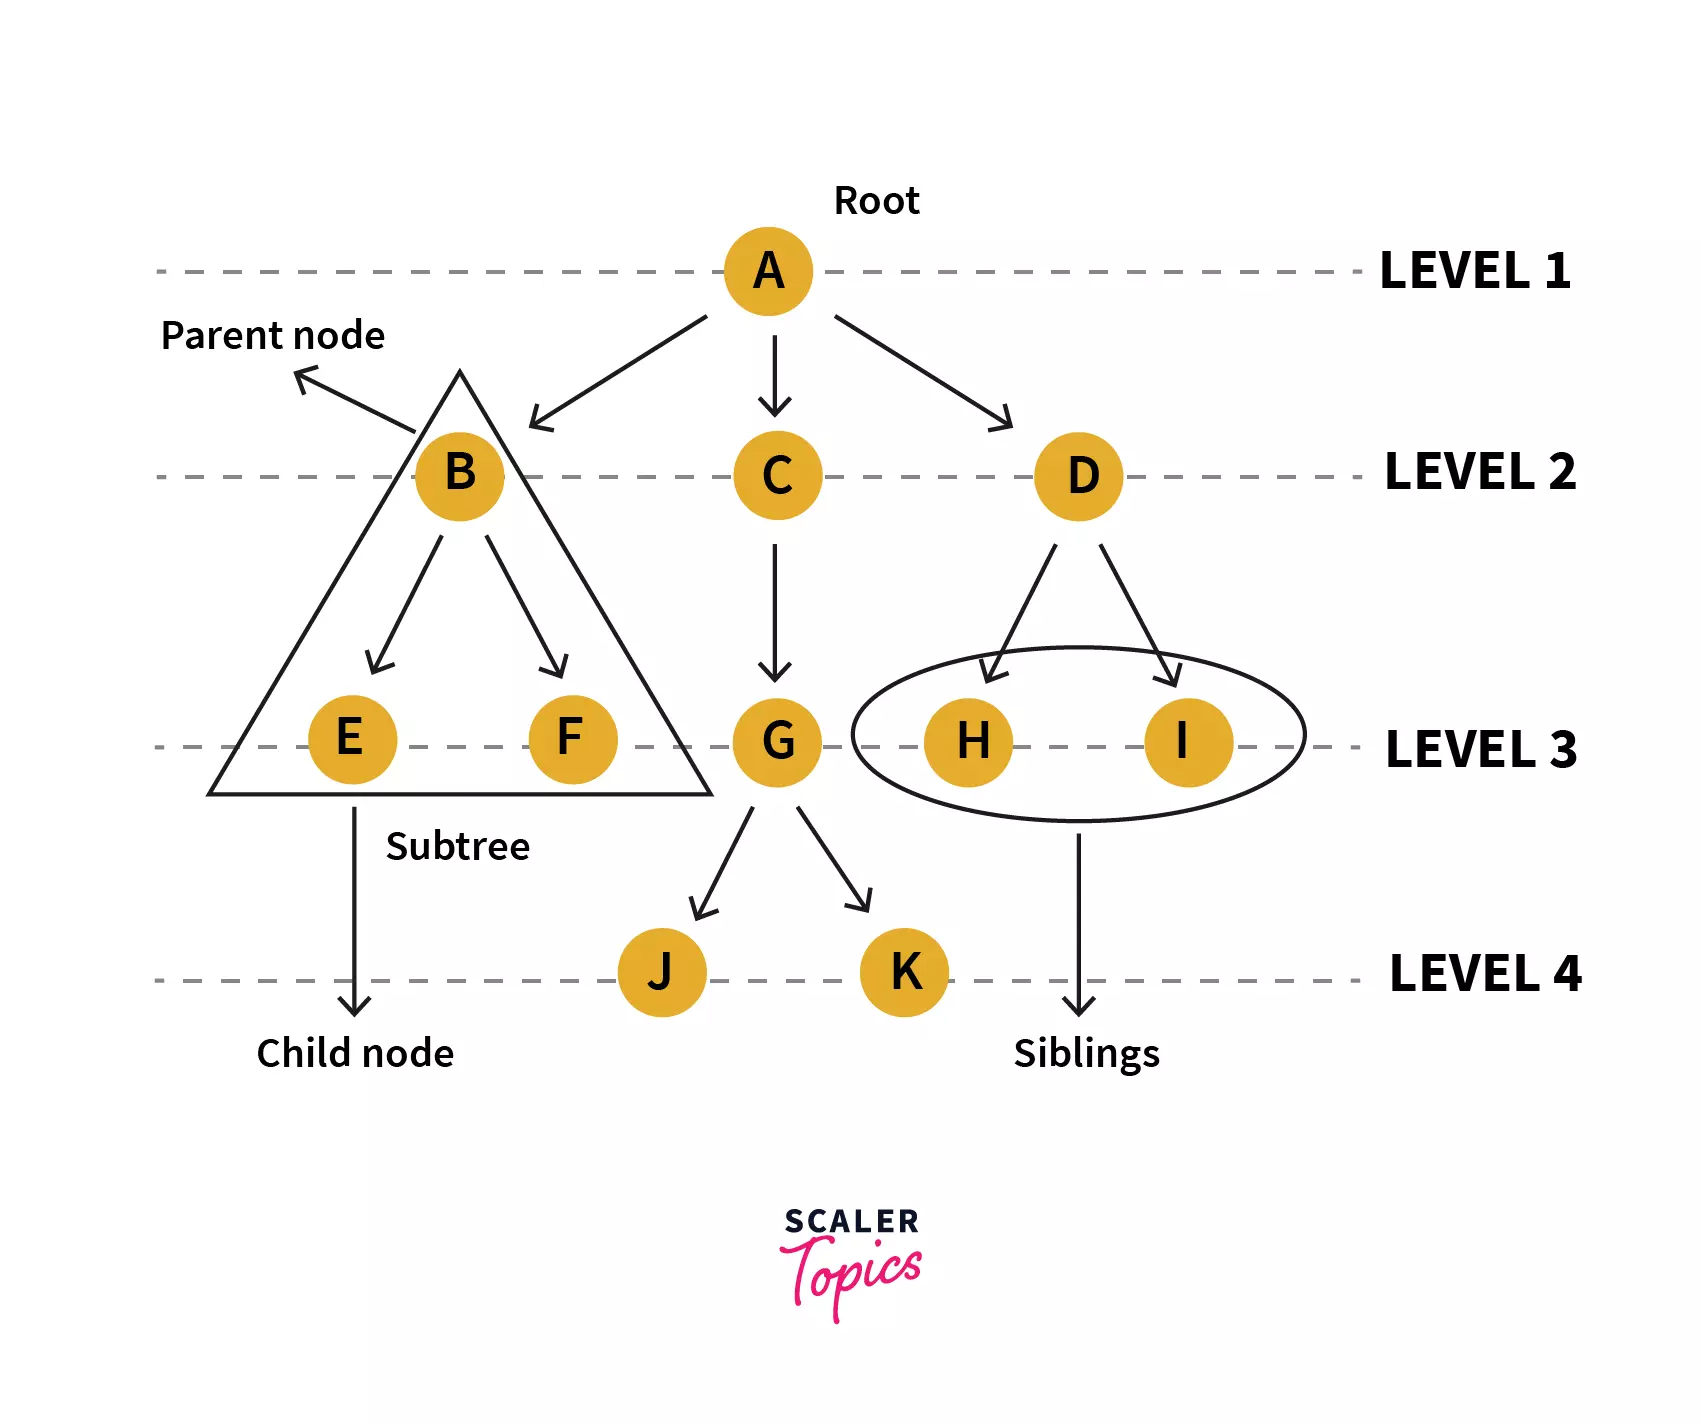 Root
A
LEVEL 1
Parent node
B
C
D
LEVEL 2
E
F
G
H
I
LEVEL 3
Subtree
J
K
LEVEL 4
Child node
Siblings
SCALER
Topics